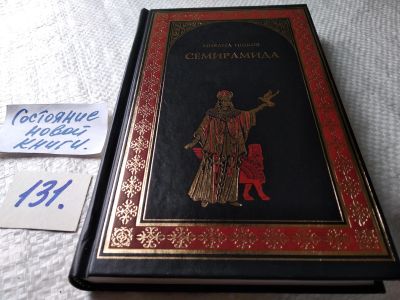 СЕМИРАМИДА
Состояние
новой
книги.
131.